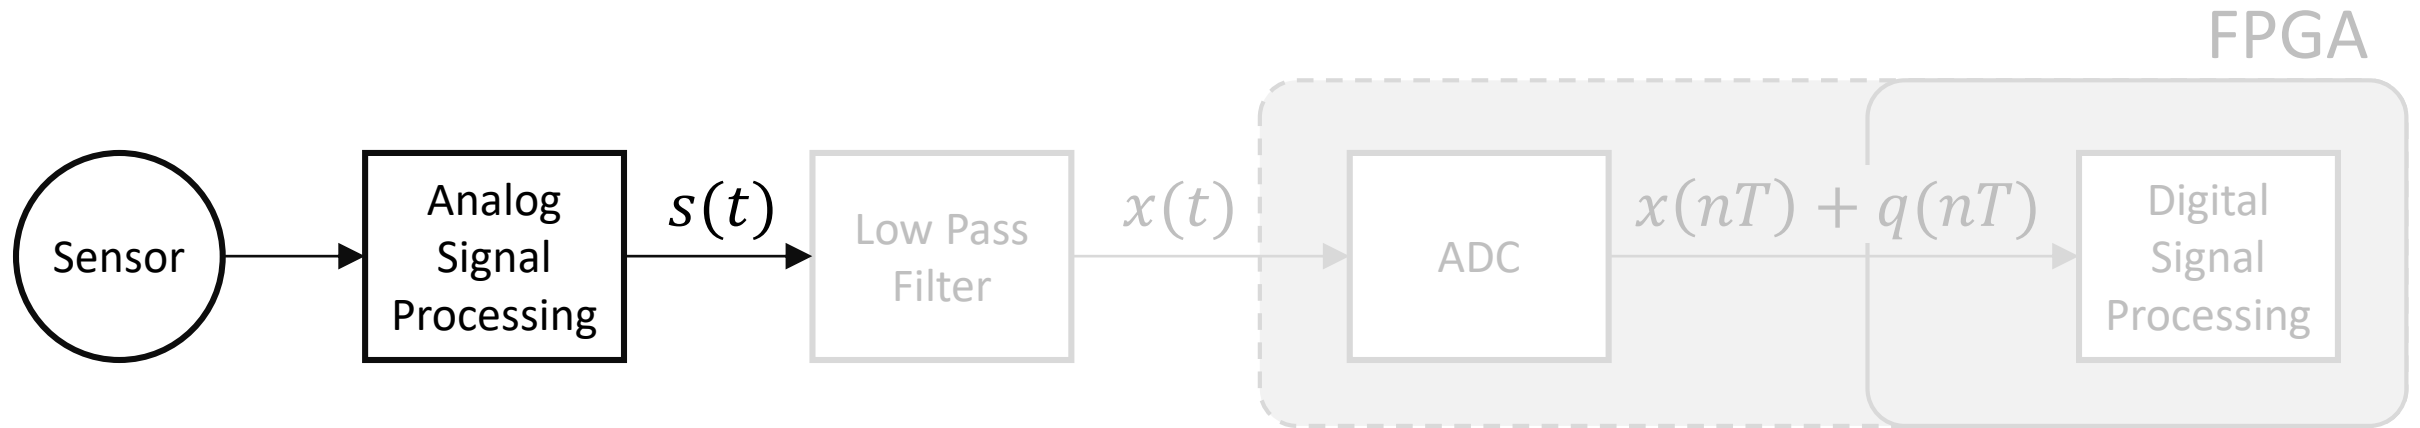 FPGA
Sensor
Analog
Signal
Processing
s(t)
Low Pass
Filter
x(t)
ADC
x(nT) + q(nT)
Digital
Signal
Processing